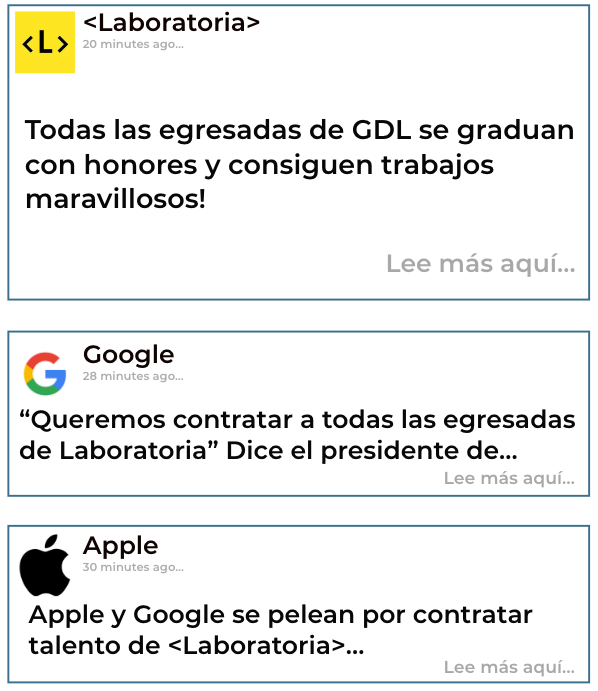 <L>
<Laboratoria>
20 minutes ago...
Todas las egresadas de GDL se graduan
con honores y consiguen trabajos
maravillosos!
Lee más aquí...
Google
28 minutes ago...
“Queremos contratar a todas las egresadas
de Laboratoria” Dice el presidente de...
Lee más aquí...
Apple
30 minutes ago...
Apple y Google se pelean por contratar
talento de <Laboratoria>...
Lee más aquí...